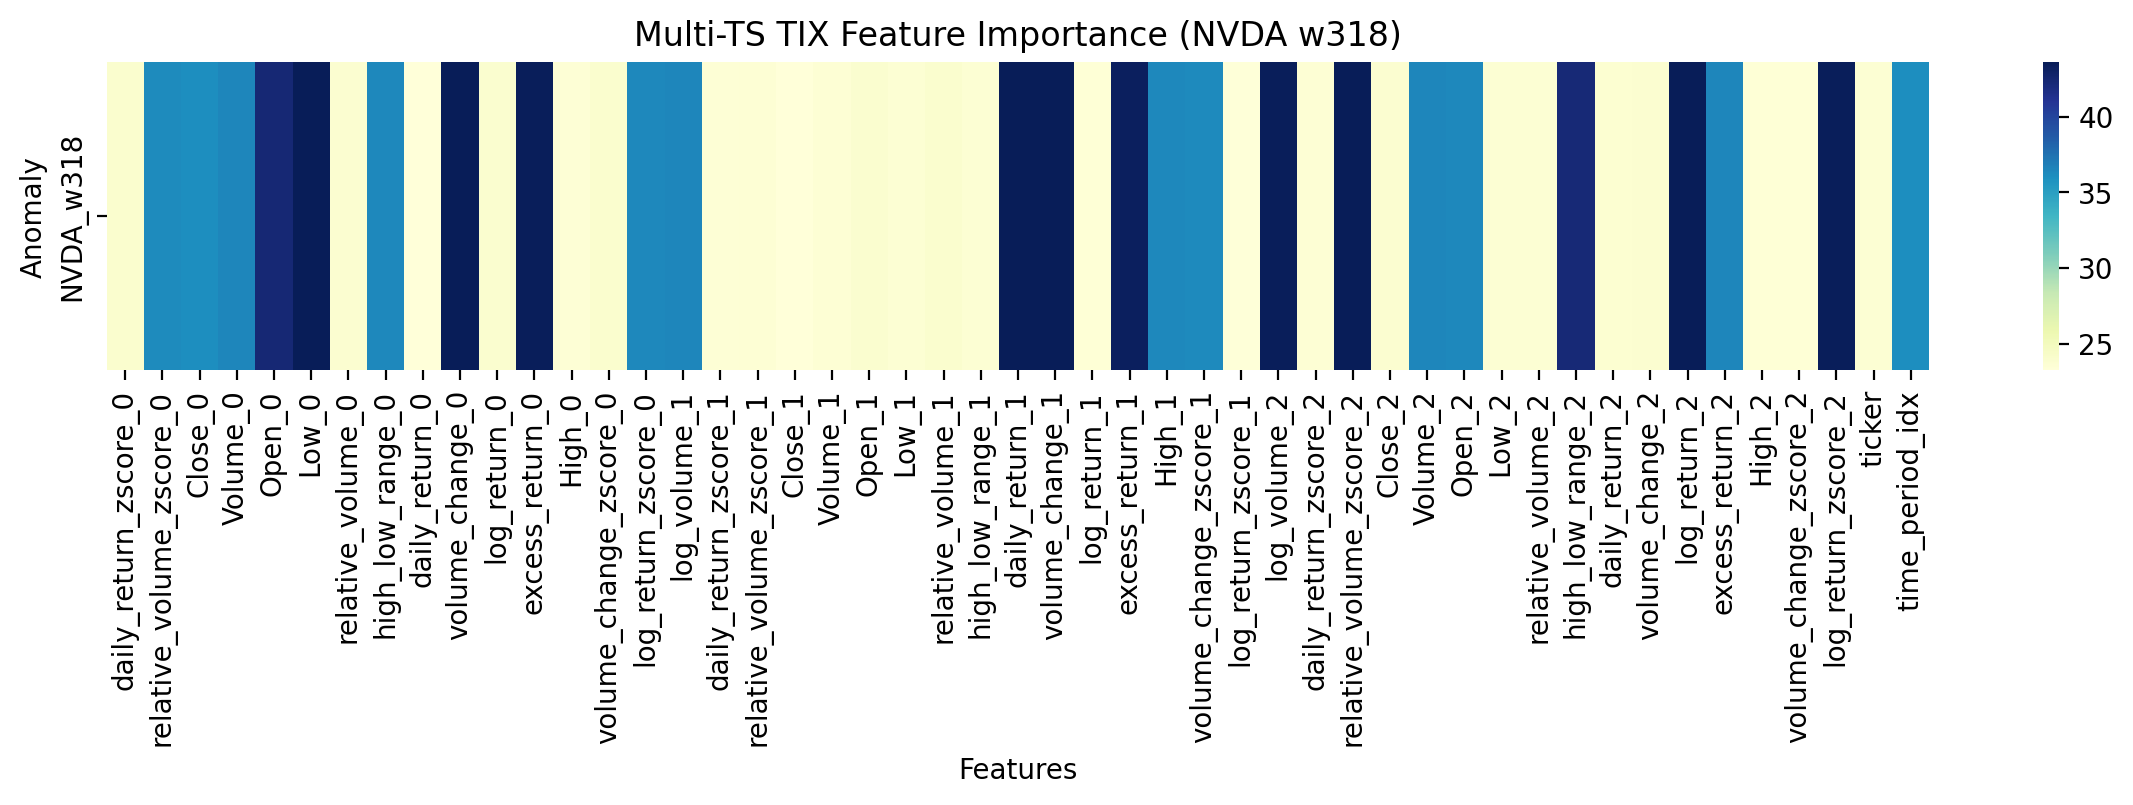 Multi-TS TIX Feature Importance (NVDA w318)
Anomaly
NVDA_w318
40
35
30
25
daily_return_zscore_0
relative_volume_zscore_0
Close_0
Volume_0
Open_0
Low_0
relative_volume_0
high_low_range_0
daily_return_0
volume_change_0
log_return_0
excess_return_0
High_0
volume_change_zscore_0
log_return_zscore_0
log_volume_1
daily_return_zscore_1
relative_volume_zscore_1
Close_1
Volume_1
Open_1
Low_1
relative_volume_1
high_low_range_1
daily_return_1
volume_change_1
log_return_1
excess_return_1
High_1
volume_change_zscore_1
log_return_zscore_1
log_volume_2
daily_return_zscore_2
relative_volume_zscore_2
Close_2
Volume_2
Open_2
Low_2
relative_volume_2
high_low_range_2
daily_return_2
volume_change_2
log_return_2
excess_return_2
High_2
volume_change_zscore_2
log_return_zscore_2
ticker
time_period_idx
Features